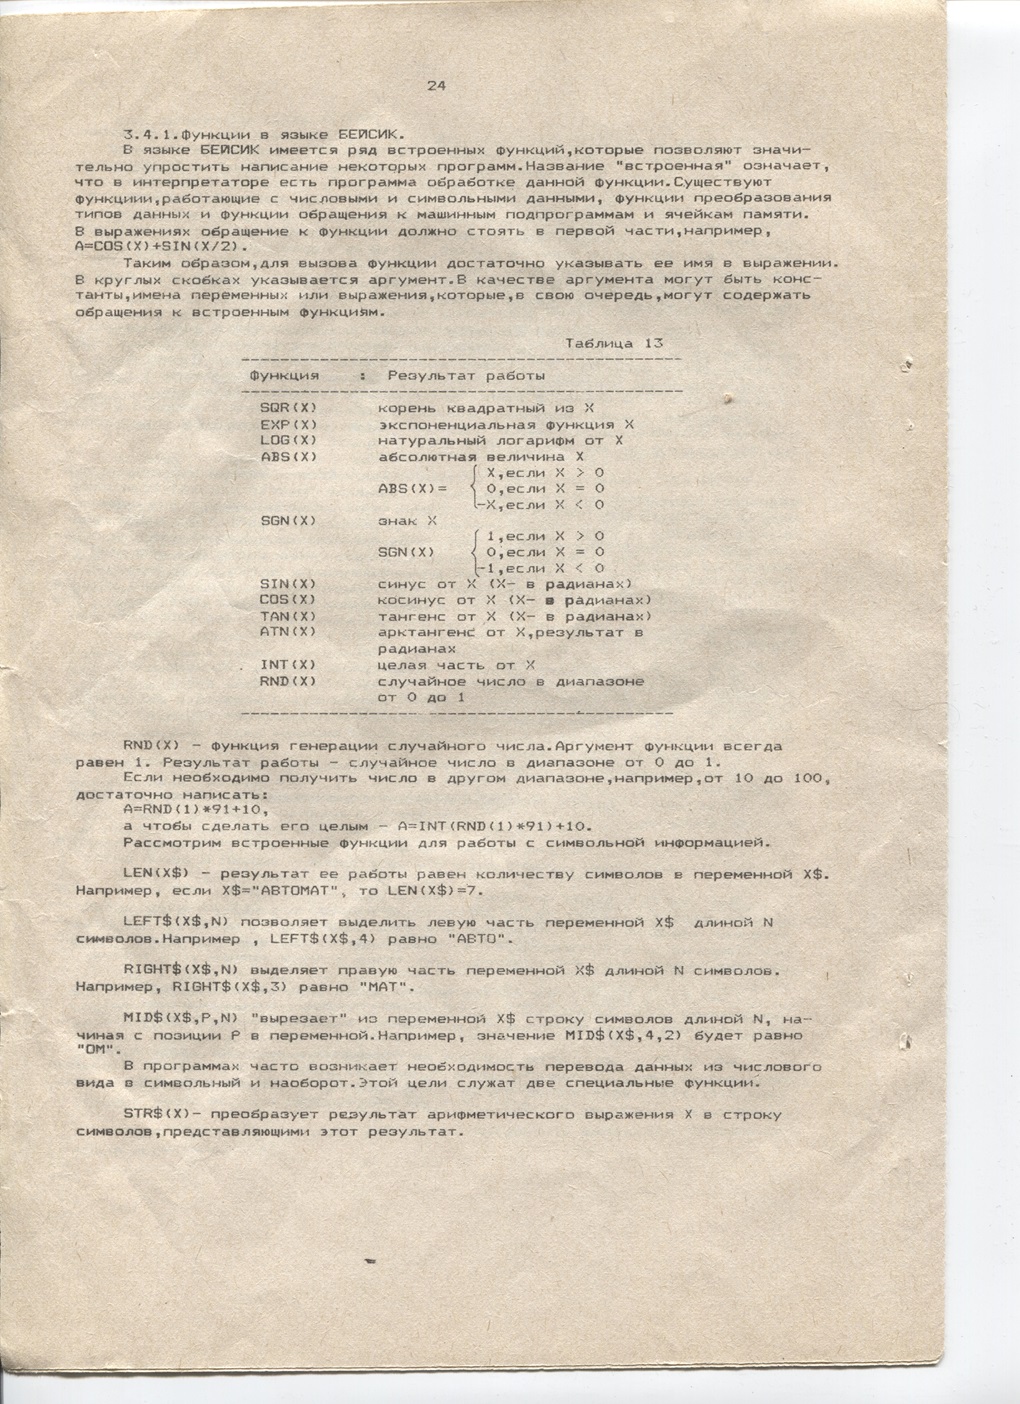 24
3.4.1.Функции в языке БЕЙСИК.
В языке БЕЙСИК имеется ряд встроенных функций,которые позволяют значи-
тельно упростить написание некоторых программ.Название "встроенная" означает,
что в интерпретаторе есть программа обработке данной функции.Существуют
функциии,работающие с числовыми и символьными данными, функции преобразования
типов данных и функции обращения к машинным подпрограммам и ячейкам памяти.
В выражениях обращение к функции должно стоять в первой части,например,
A=COS(X)+SIN(X/2).
Таким образом,для вызова функции достаточно указывать ее имя в выражении.
В круглых скобках указывается аргумент.В качестве аргумента могут быть конс-
танты,имена переменных или выражения,которые,в свою очередь,могут содержать
обращения к встроенным функциям.
Таблица 13
Функция : Результат работы
SQR(X) корень квадратный из X
EXP(X) экспоненциальная функция X
LOG(X) натуральный логарифм от X
ABS(X) абсолютная величина X
X,если X > 0
ABS(X)= 0,если X = 0
-X,если X < 0
SGN(X) знак X
1,если X > 0
SGN(X) 0,если X = 0
-1,если X < 0
SIN(X) синус от X (X- в радианах)
COS(X) косинус от X (X- в радианах)
TAN(X) тангенс от X (X- в радианах)
ATN(X) арктангенс от X,результат в
радианах
INT(X) целая часть от X
RND(X) случайное число в диапазоне
от 0 до 1
RND(X) - функция генерации случайного числа.Аргумент функции всегда
равен 1. Результат работы - случайное число в диапазоне от 0 до 1.
Если необходимо получить число в другом диапазоне,например,от 10 до 100,
достаточно написать:
A=RND(1)*91+10,
а чтобы сделать его целым - A=INT(RND(1)*91)+10.
Рассмотрим встроенные функции для работы с символьной информацией.
LEN(X$) - результат ее работы равен количеству символов в переменной X$.
Например, если X$="АВТОМАТ", то LEN(X$)=7.
LEFT$(X$,N) позволяет выделить левую часть переменной X$ длиной N
символов.Например , LEFT$(X$,4) равно "АВТО".
RIGHT$(X$,N) выделяет правую часть переменной X$ длиной N символов.
Например, RIGHT$(X$,3) равно "МАТ".
MID$(X$,P,N) "вырезает" из переменной X$ строку символов длиной N, на-
чиная с позиции P в переменной.Например, значение MID$(X$,4,2) будет равно
"ОМ".
В программах часто возникает необходимость перевода данных из числового
вида в символьный и наоборот.Этой цели служат две специальные функции.
STR$(X)- преобразует результат арифметического выражения X в строку
символов,представляющими этот результат.